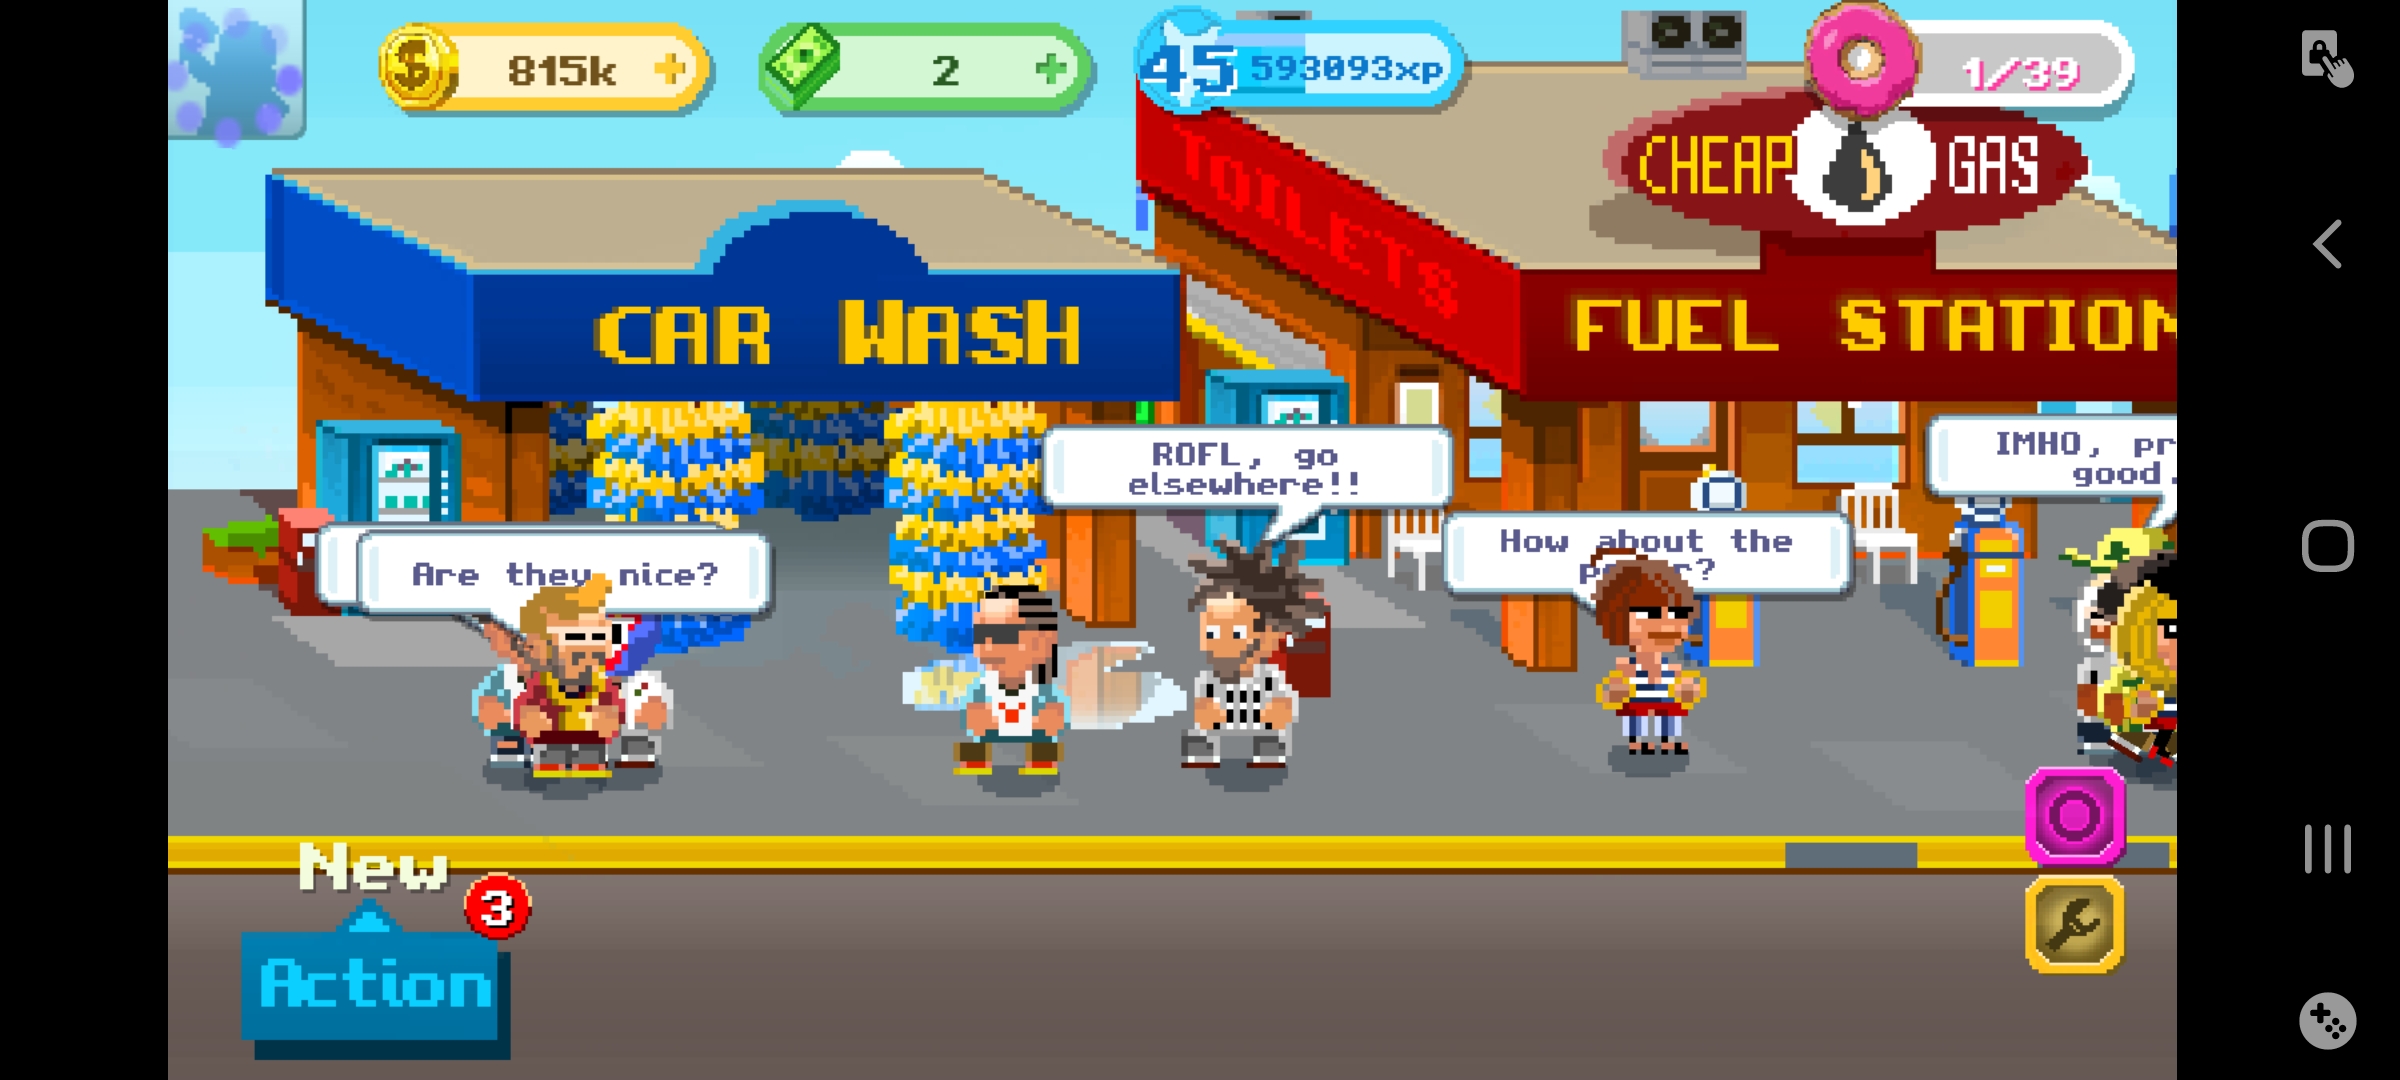 815k
2
45 593093xp
1/39
TOILETS
CHEAP GAS
CAR WASH
FUEL STATION
ROFL, go
elsewhere!!
IMHO, pr
good.
Are they nice?
How about the
New
3
Action